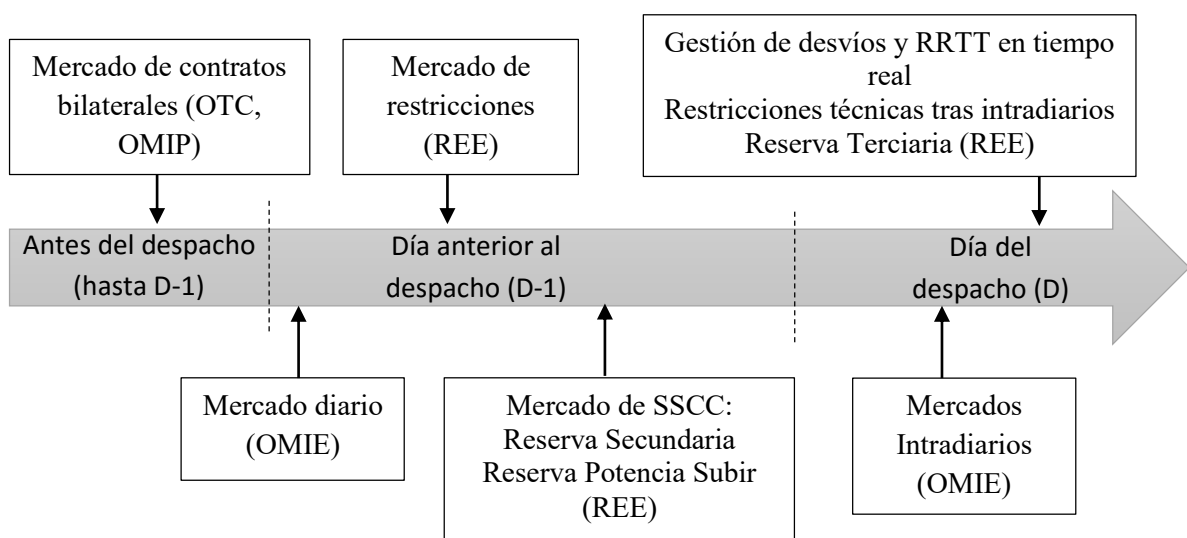 Mercado de contratos
bilaterales (OTC,
OMIP)
Mercado de
restricciones
(REE)
Gestión de desvíos y RRTT en tiempo
real
Restricciones técnicas tras intradiarios
Reserva Terciaria (REE)
Antes del despacho
(hasta D-1)
Día anterior al
despacho (D-1)
Día del
despacho (D)
Mercado diario
(OMIE)
Mercado de SSCC:
Reserva Secundaria
Reserva Potencia Subir
(REE)
Mercados
Intradiarios
(OMIE)